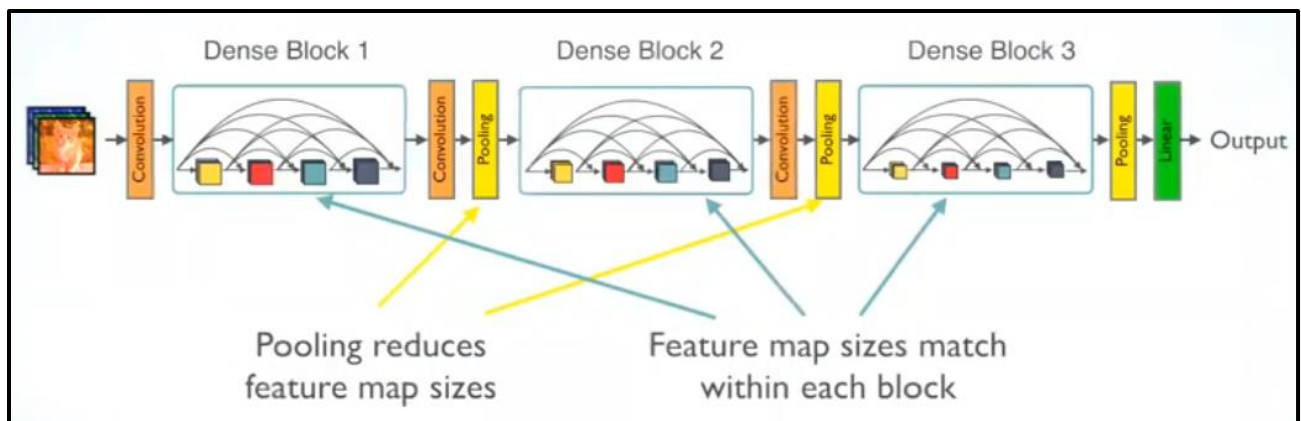 Dense Block 1
Dense Block 2
Dense Block 3
Convolution
Convolution
Pooling
Convolution
Pooling
Pooling
Linear
Output
Pooling reduces
feature map sizes
Feature map sizes match
within each block